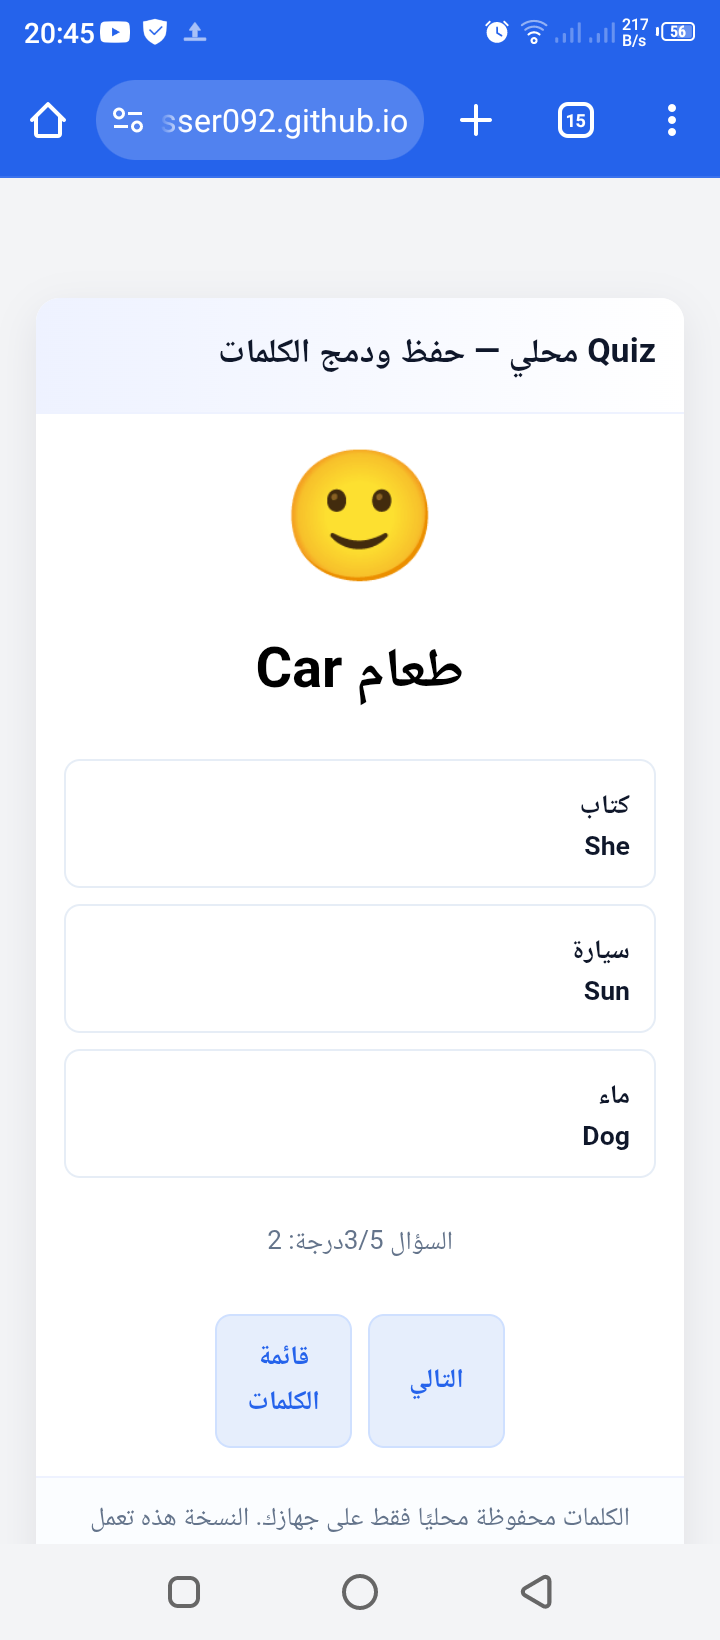 20:45
217
B/s
56
sser092.github.io
15
Quiz محلي — حفظ ودمج الكلمات
طعام Car
كتاب
She
سيارة
Sun
ماء
Dog
السؤال 3/5درجة: 2
التالي
قائمة
الكلمات
الكلمات محفوظة محليًا فقط على جهازك. النسخة هذه تعمل